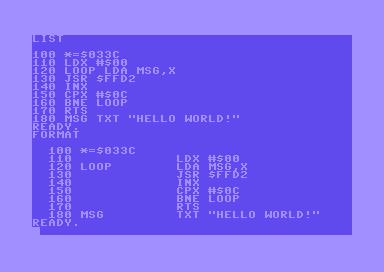 LIST
100 *=$033C
110 LDX #$00
120 LOOP LDA MSG,X
130 JSR $FFD2
140 INX
150 CPX #$0C
160 BNE LOOP
170 RTS
180 MSG TXT "HELLO WORLD!"
READY.
FORMAT
100 *=$033C
110 LDX #$00
120 LOOP LDA MSG,X
130 JSR $FFD2
140 INX
150 CPX #$0C
160 BNE LOOP
170 RTS
180 MSG TXT "HELLO WORLD!"
READY.